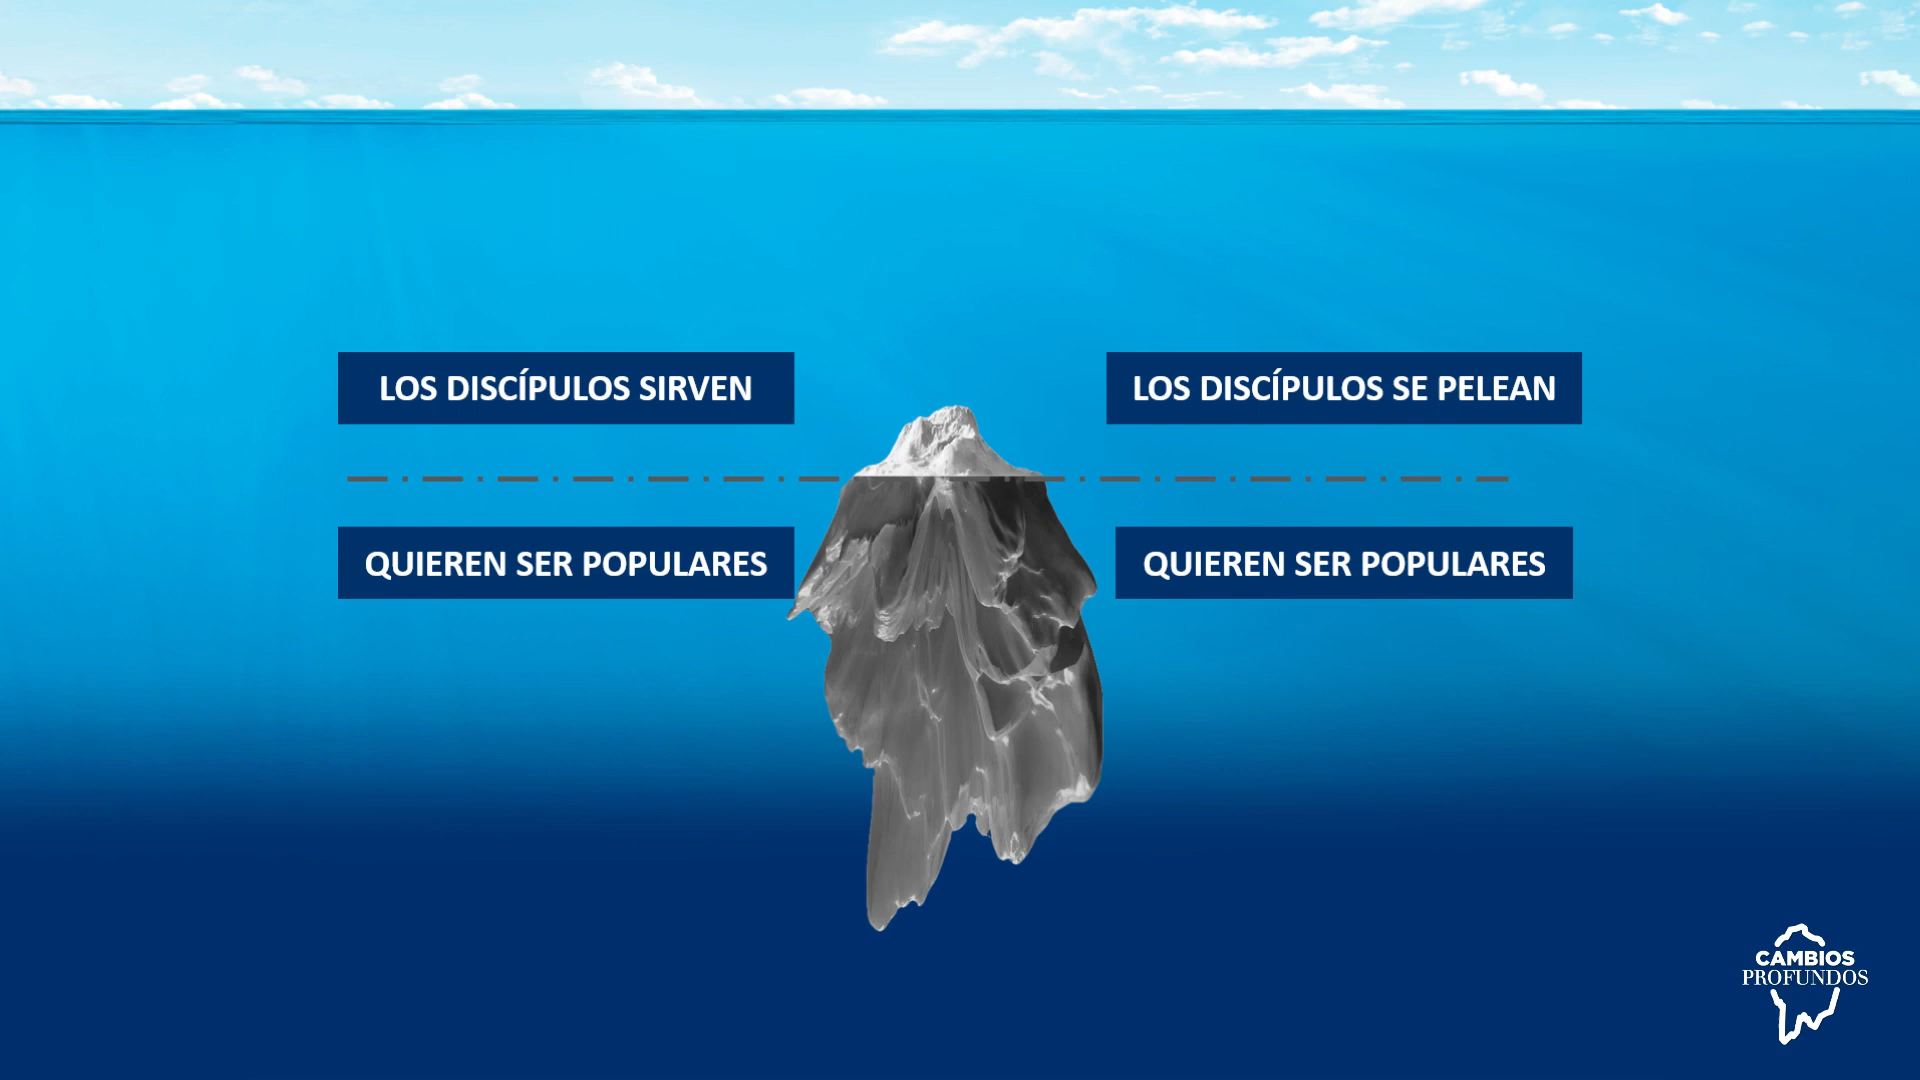 LOS DISCÍPULOS SIRVEN
LOS DISCÍPULOS SE PELEAN
QUIEREN SER POPULARES
QUIEREN SER POPULARES
CAMBIOS
PROFUNDOS